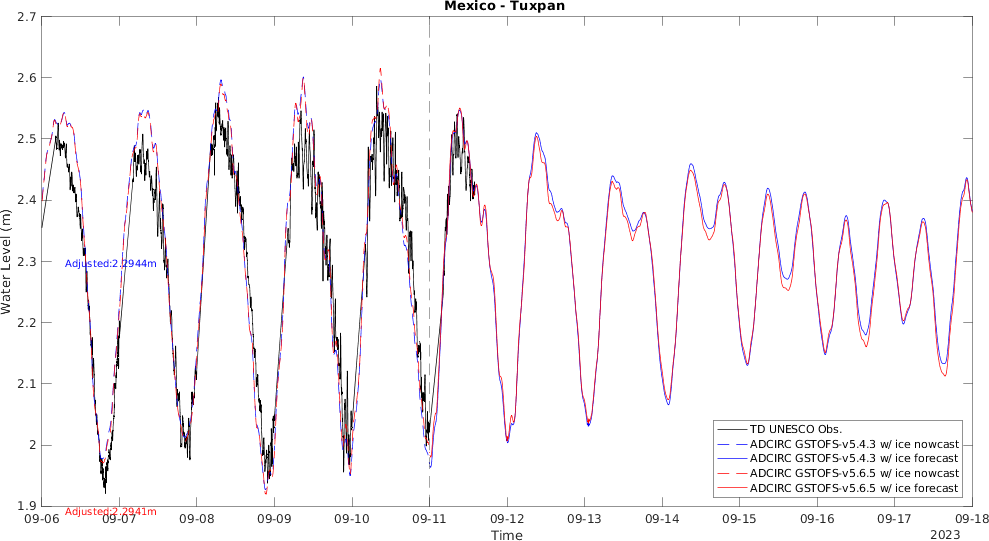 Mexico - Tuxpan
2.7
2.6
2.5
2.4
2.3
2.2
2.1
2
1.9
Water Level (m)
Adjusted:2.2944m
Adjusted:2.2941m
TD UNESCO Obs.
ADCIRC GSTOFS-v5.4.3 w/ ice nowcast
ADCIRC GSTOFS-v5.4.3 w/ ice forecast
ADCIRC GSTOFS-v5.6.5 w/ ice nowcast
ADCIRC GSTOFS-v5.6.5 w/ ice forecast
09-06 09-07 09-08 09-09 09-10 09-11 09-12 09-13 09-14 09-15 09-16 09-17 09-18
Time
2023